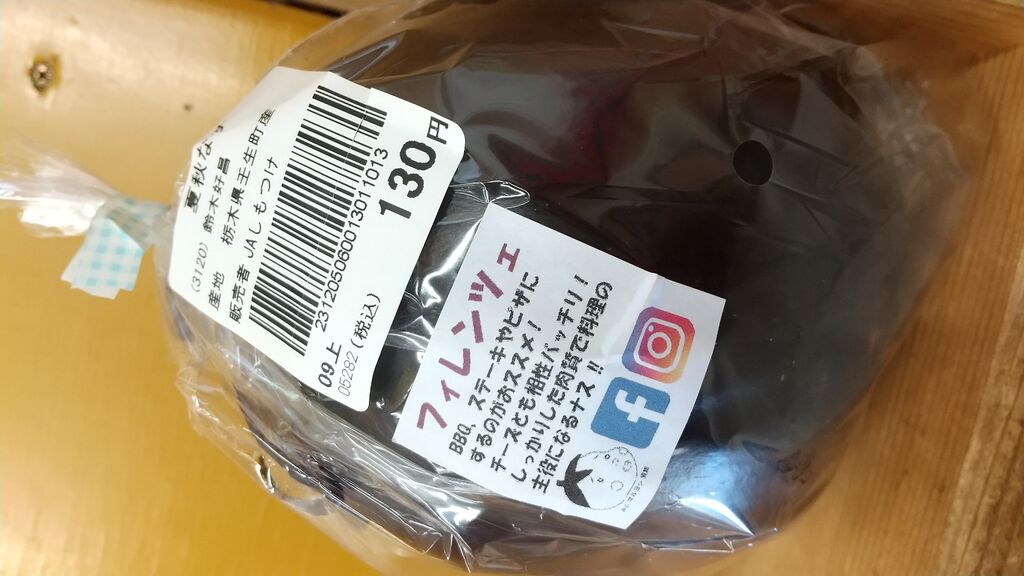 夏秋な
(3120) 鈴木好昌
産地 栃木県壬生町産
販売者 JAしもつけ
2312050600013011013
130円
09上
05282 (税込)
フィレンツェ
BBQ、ステーキやピザに
するのがおススメ!
チーズとも相性バッチリ!
しっかりした肉質で料理の
主役になるナス!!